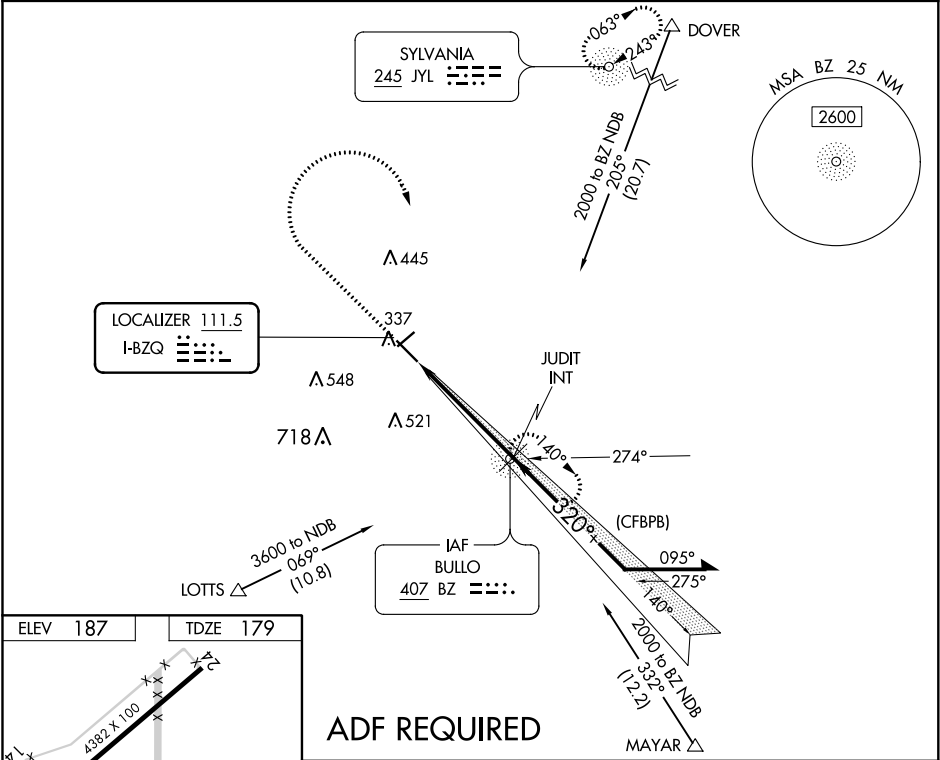 063°
243°
DOVER
SYLVANIA
245 JYL
MSA BZ 25 NM
2600
2000 to BZ NDB
205°
(20.7)
445
LOCALIZER 111.5
I-BZQ
337
548
JUDIT
INT
521
718
140°
274°
320°
(CFBPB)
095°
275°
140°
3600 to NDB
069°
(10.8)
LOTTS
IAF
BULLO
407 BZ
2000 to BZ NDB
332°
(12.2)
MAYAR
ELEV 187
TDZE 179
24
4382 X 100
14
X
X
X
X
X
X
X
ADF REQUIRED